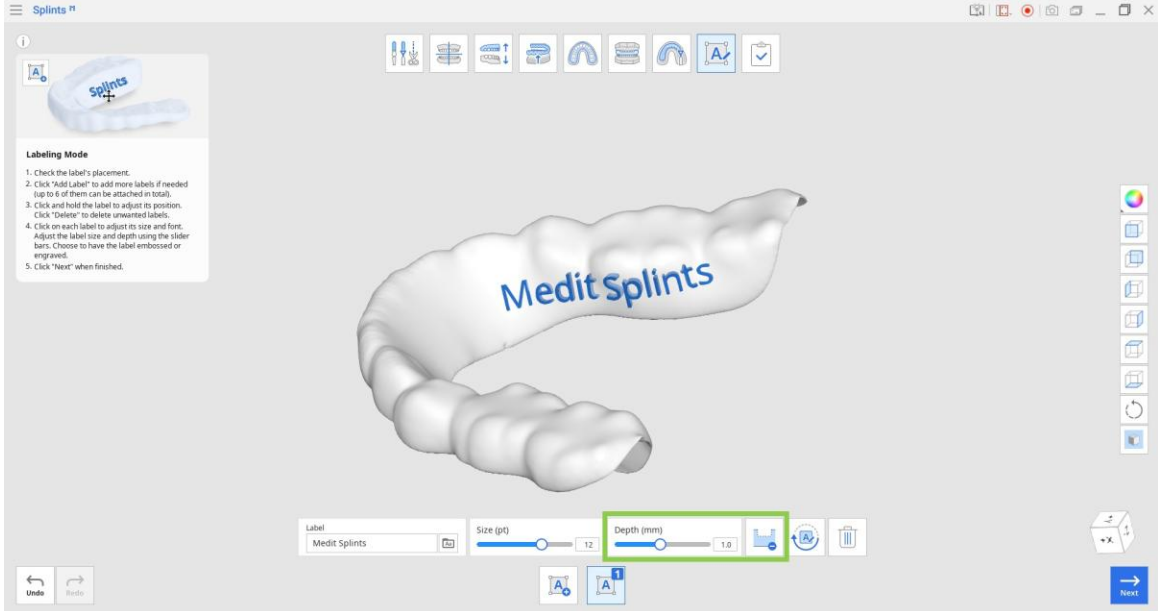 Splints
Splints
Labeling Mode
1. Check the label's placement.
2. Click "Add Label" to add more labels if needed
(up to 6 of them can be attached in total).
3. Click and hold the label to adjust its position.
Click "Delete" to delete unwanted labels.
4. Click on each label to adjust its size and font.
Adjust the label size and depth using the slider
bars. Choose to have the label embossed or
engraved.
5. Click "Next" when finished.
Medit Splints
Label
Medit Splints
Size (pt)
12
Depth (mm)
1.0
Undo
Redo
A
A 1
Next